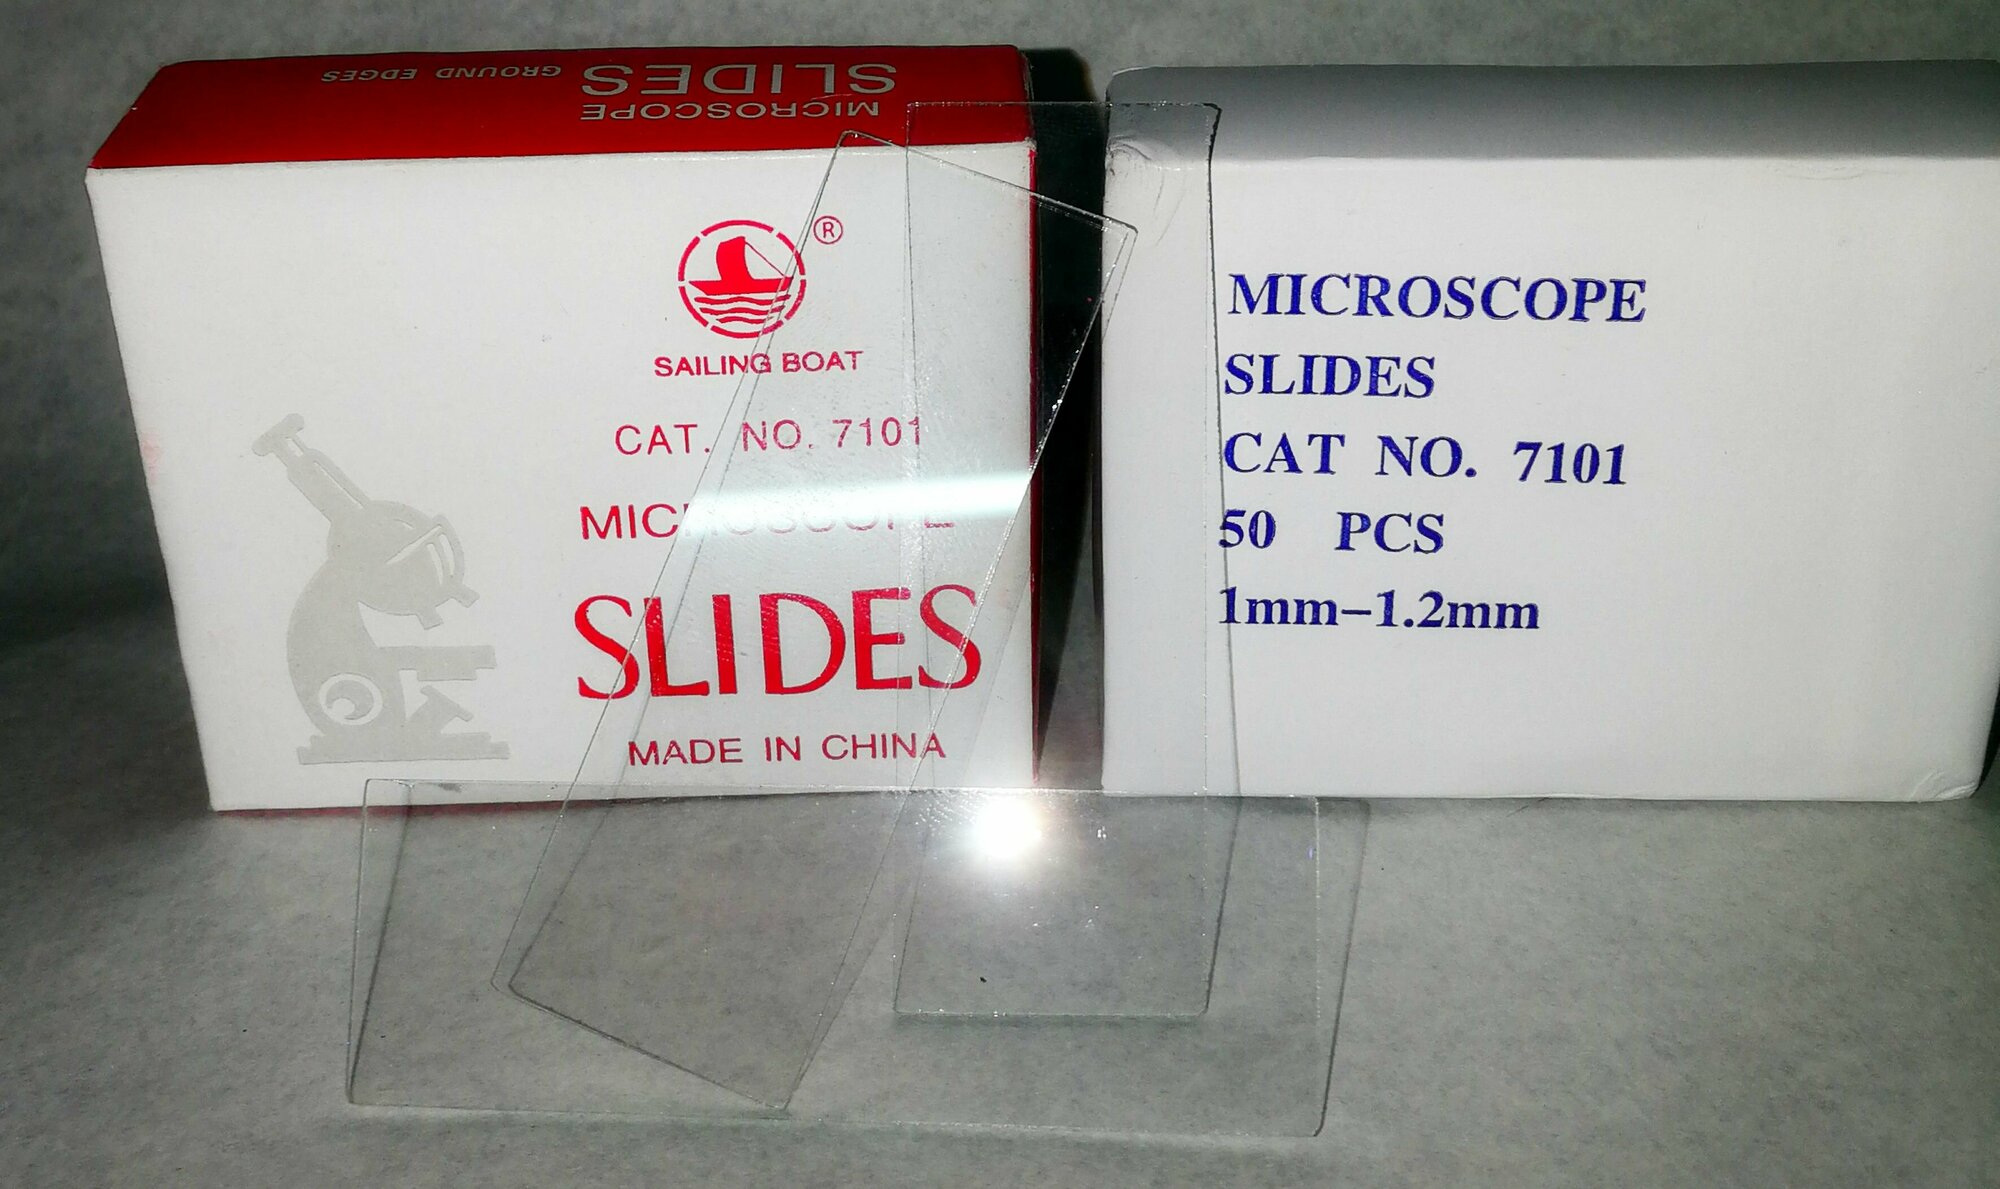 MICROSCOPE
SLIDES GROUND EDGES
®
SAILING BOAT
CAT. NO. 7101
MICROSCOPE
SLIDES
MADE IN CHINA
MICROSCOPE
SLIDES
CAT NO. 7101
50 PCS
1mm-1.2mm